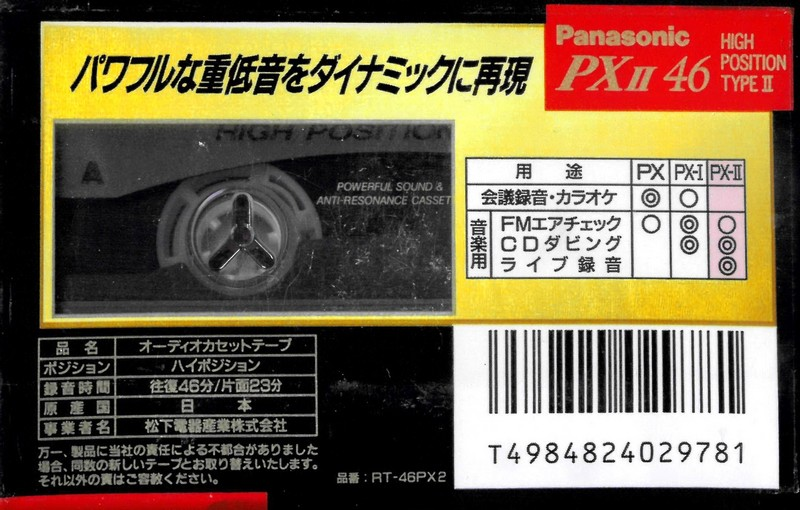 パワフルな重低音をダイナミックに再現
Panasonic
PXⅡ 46
HIGH
POSITION
TYPE Ⅱ
HIGH POSITION
A
POWERFUL SOUND &
ANTI-RESONANCE CASSET
用途 PX PX-Ⅰ PX-Ⅱ
会議録音・カラオケ ◎ ○
音楽用
FMエアチェック ○ ◎ ○
CDダビング ◎ ◎
ライブ録音 ◎
品名 オーディオカセットテープ
ポジション ハイポジション
録音時間 往復46分/片面23分
原産国 日本
事業者名 松下電器産業株式会社
万一、製品に当社の責任による不都合がありました
場合、同数の新しいテープとお取り替えいたします。
それ以外の責はご容赦ください。
品番：RT-46PX2
T4984824029781